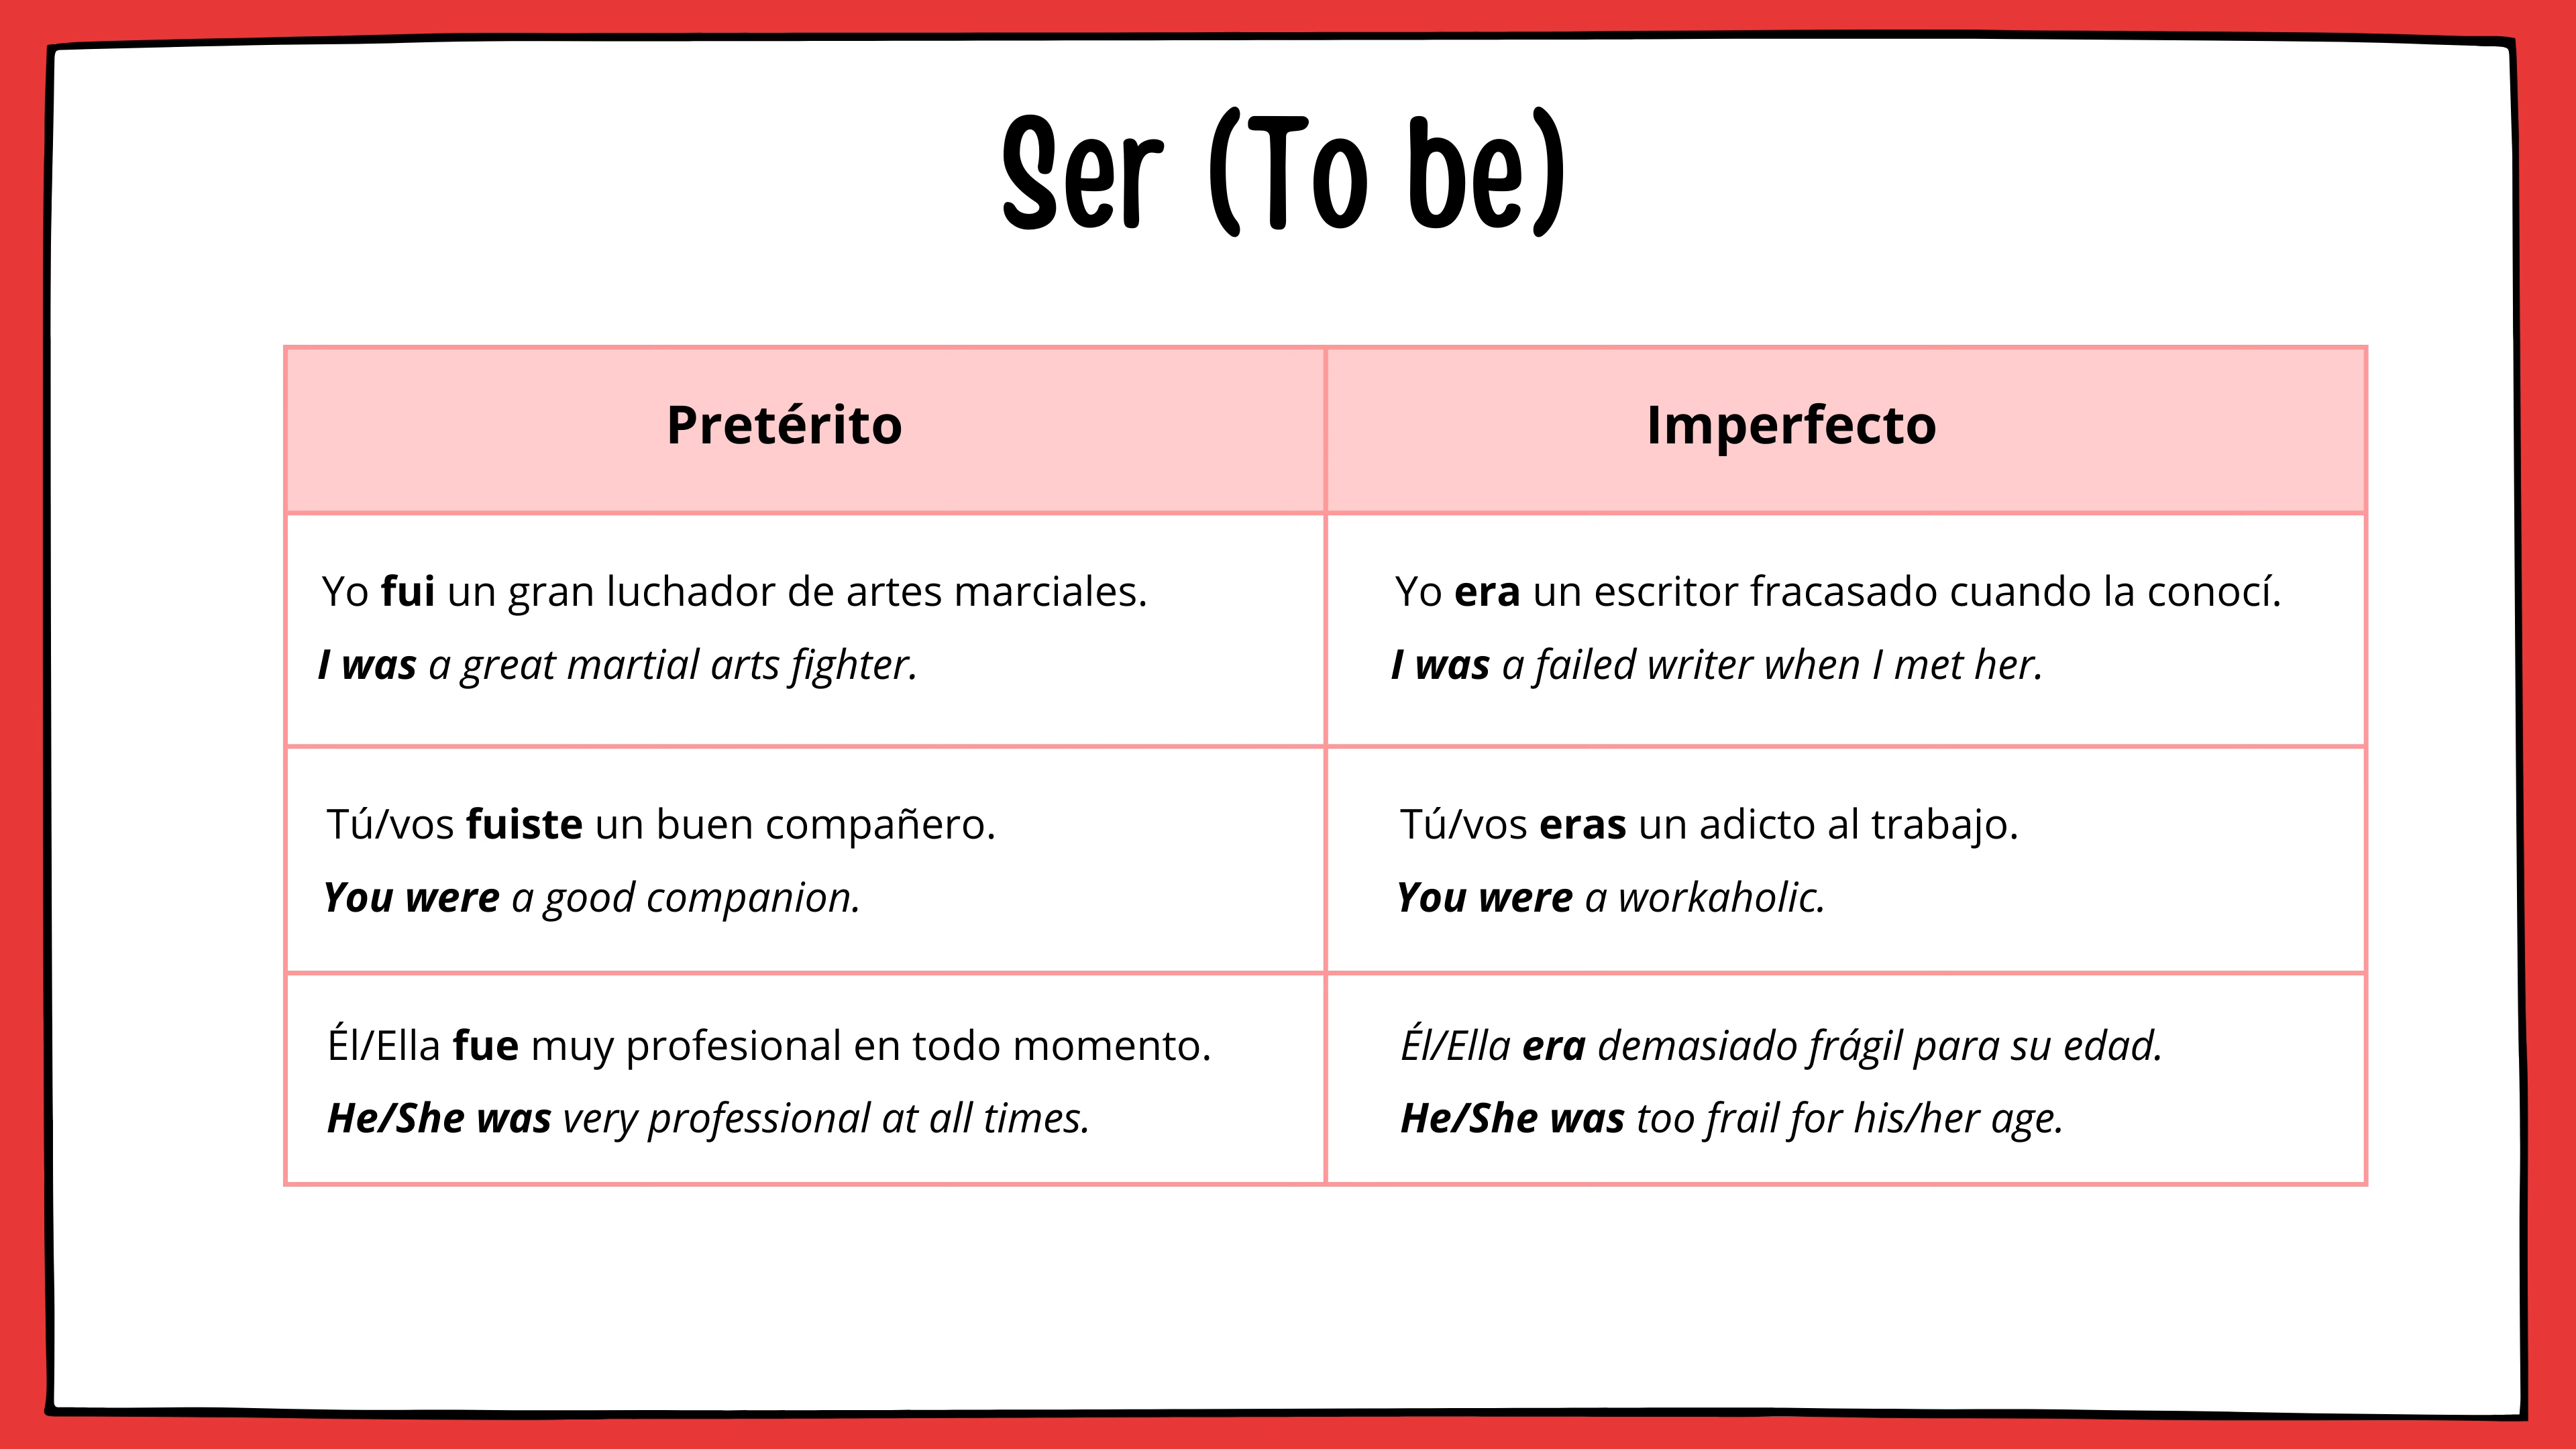 Ser (To be)
Pretérito
Imperfecto
Yo fui un gran luchador de artes marciales.
I was a great martial arts fighter.
Yo era un escritor fracasado cuando la conocí.
I was a failed writer when I met her.
Tú/vos fuiste un buen compañero.
You were a good companion.
Tú/vos eras un adicto al trabajo.
You were a workaholic.
Él/Ella fue muy profesional en todo momento.
He/She was very professional at all times.
Él/Ella era demasiado frágil para su edad.
He/She was too frail for his/her age.